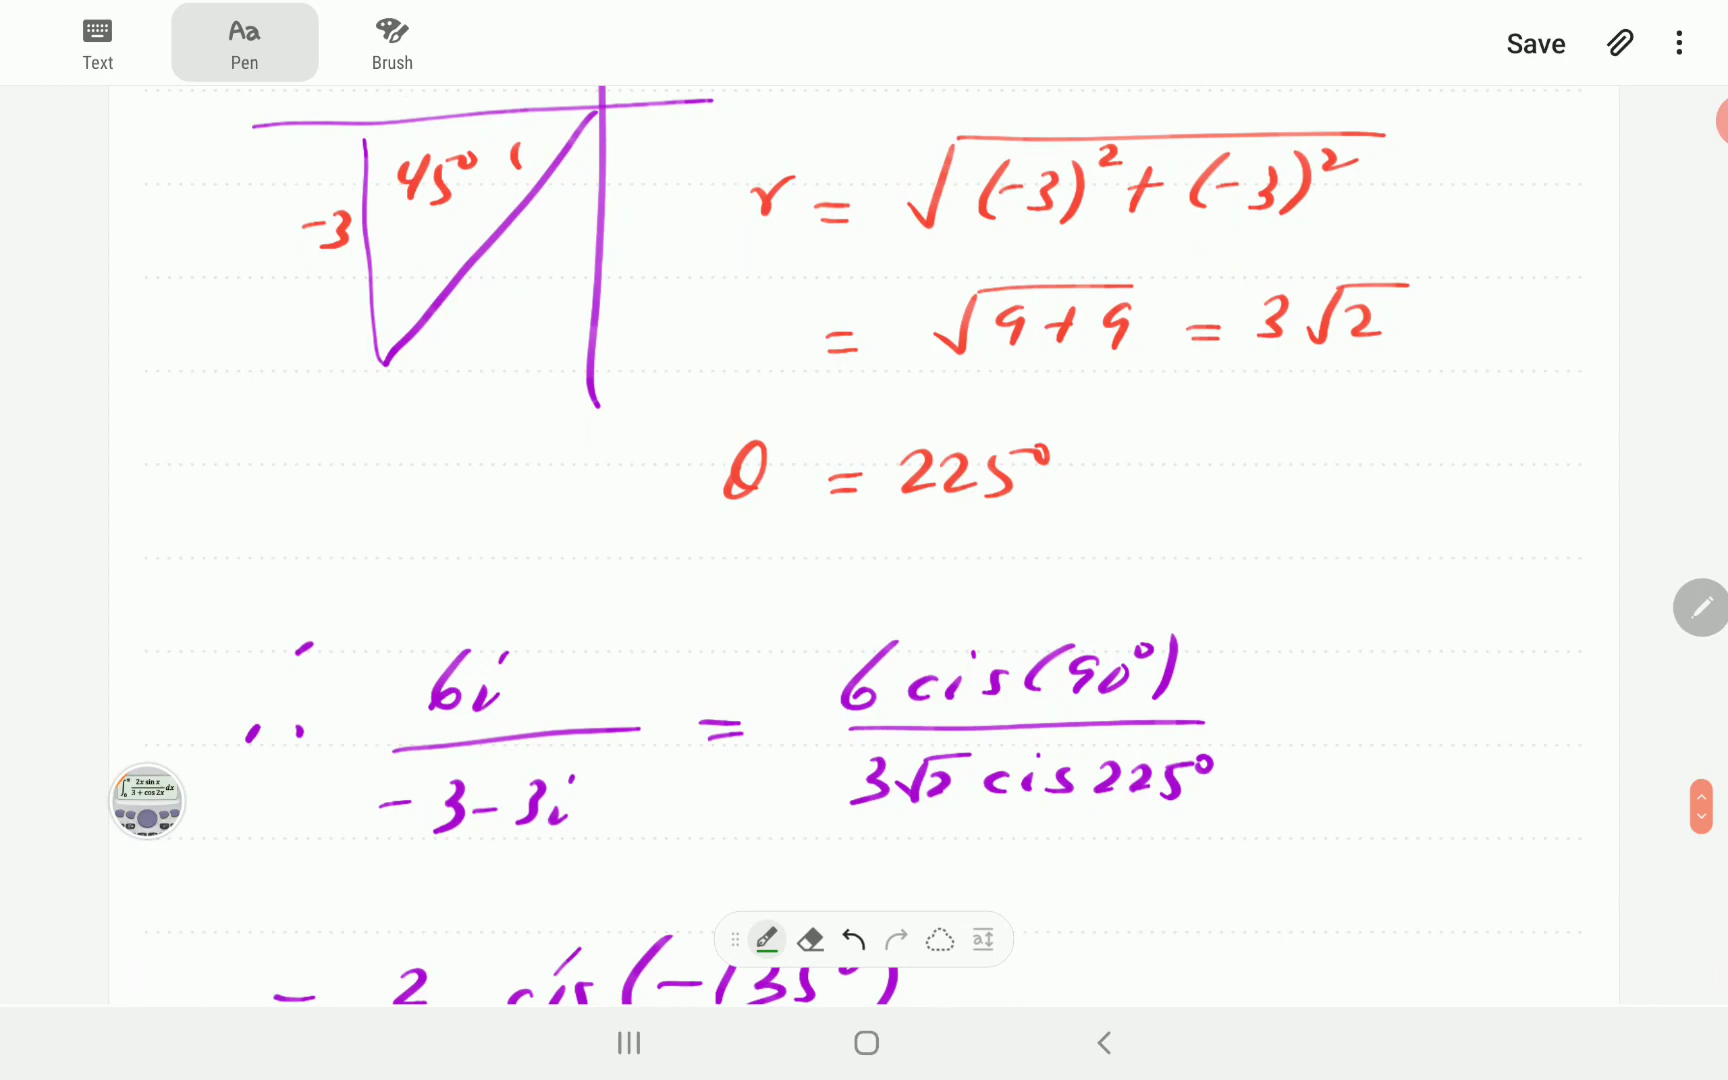 Text
Aa
Pen
Brush
Save
45° (
-3
r = √((-3)² + (-3)²)
= √(9+9) = 3√2
θ = 225°
∴ 6i/(-3-3i) = 6 cis(90°)/(3√2 cis 225°)
2 cis(-135°)